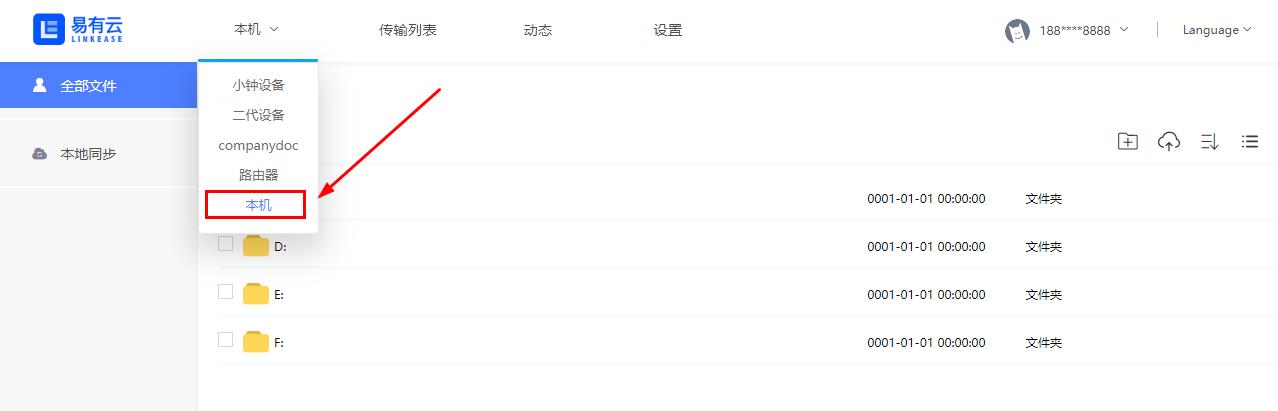 易有云
LINKEASE
本机
传输列表
动态
设置
188****8888
Language
全部文件
本地同步
小钟设备
二代设备
companydoc
路由器
本机
0001-01-01 00:00:00 文件夹
D: 0001-01-01 00:00:00 文件夹
E: 0001-01-01 00:00:00 文件夹
F: 0001-01-01 00:00:00 文件夹